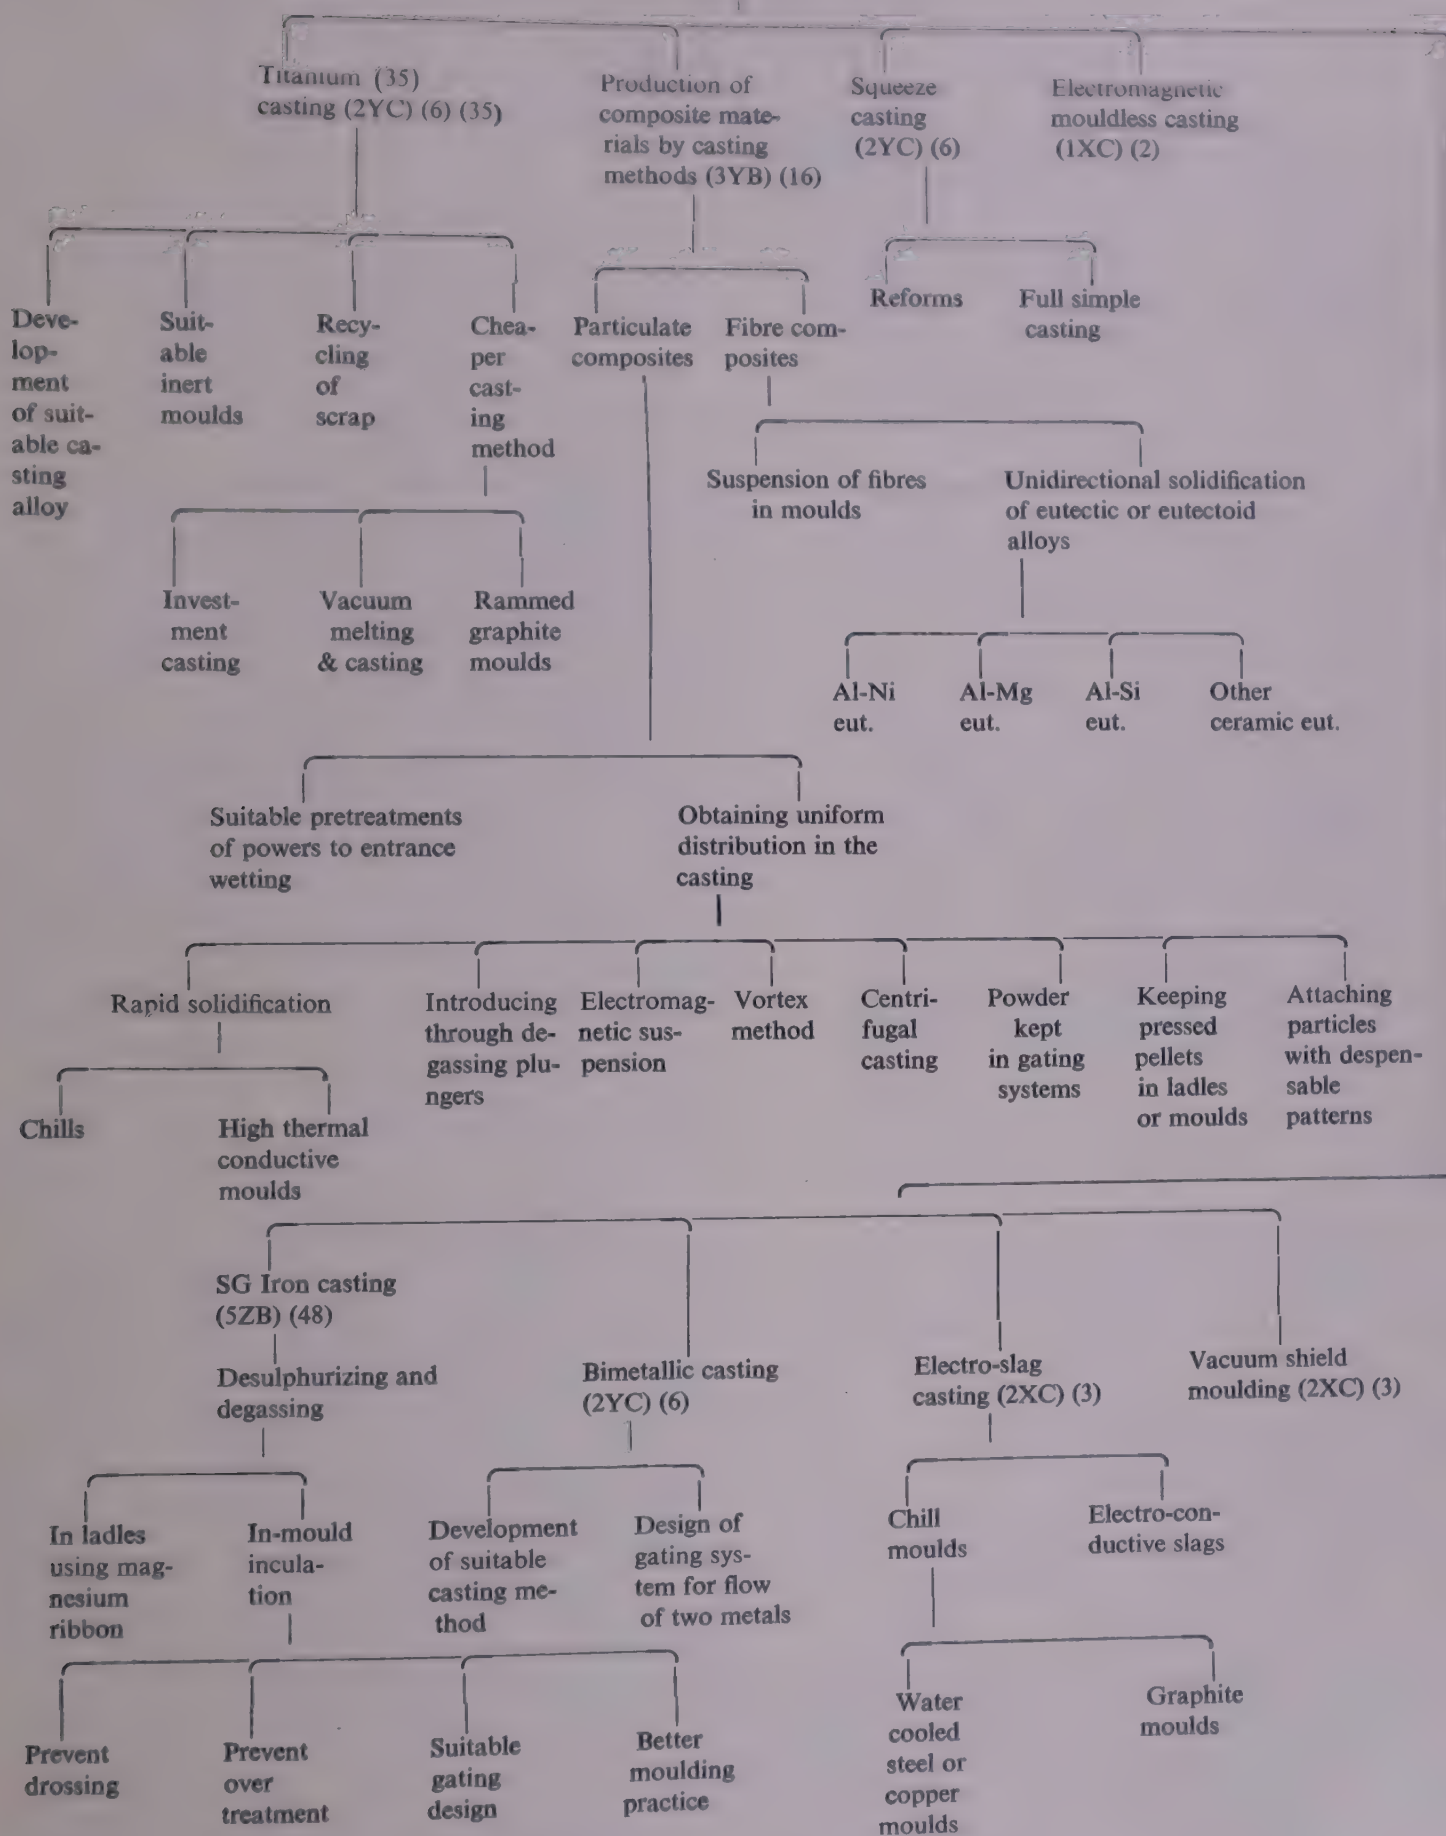 Titanium (35)
casting (2YC) (6) (35)
Production of
composite mate-
rials by casting
methods (3YB) (16)
Squeeze
casting
(2YC) (6)
Electromagnetic
mouldless casting
(1XC) (2)
Deve-
lop-
ment
of suit-
able ca-
sting
alloy
Suit-
able
inert
moulds
Recy-
cling
of
scrap
Chea-
per
cast-
ing
method
Particulate
composites
Fibre com-
posites
Reforms
Full simple
casting
Suspension of fibres
in moulds
Unidirectional solidification
of eutectic or eutectoid
alloys
Invest-
ment
casting
Vacuum
melting
& casting
Rammed
graphite
moulds
Al-Ni
eut.
Al-Mg
eut.
Al-Si
eut.
Other
ceramic eut.
Suitable pretreatments
of powers to entrance
wetting
Obtaining uniform
distribution in the
casting
Rapid solidification
Introducing
through de-
gassing plu-
ngers
Electromag-
netic sus-
pension
Vortex
method
Centri-
fugal
casting
Powder
kept
in gating
systems
Keeping
pressed
pellets
in ladles
or moulds
Attaching
particles
with despen-
sable
patterns
Chills
High thermal
conductive
moulds
SG Iron casting
(5ZB) (48)
Desulphurizing and
degassing
Bimetallic casting
(2YC) (6)
Electro-slag
casting (2XC) (3)
Vacuum shield
moulding (2XC) (3)
In ladles
using mag-
nesium
ribbon
In-mould
incula-
tion
Development
of suitable
casting me-
thod
Design of
gating sys-
tem for flow
of two metals
Chill
moulds
Electro-con-
ductive slags
Prevent
drossing
Prevent
over
treatment
Suitable
gating
design
Better
moulding
practice
Water
cooled
steel or
copper
moulds
Graphite
moulds